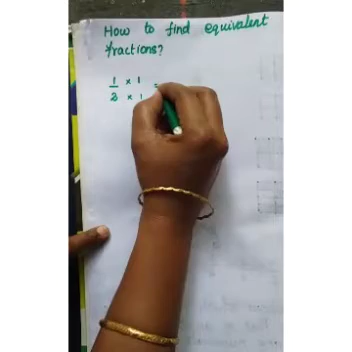 How to find equivalent
fractions?
1 × 1 =
2 × 1